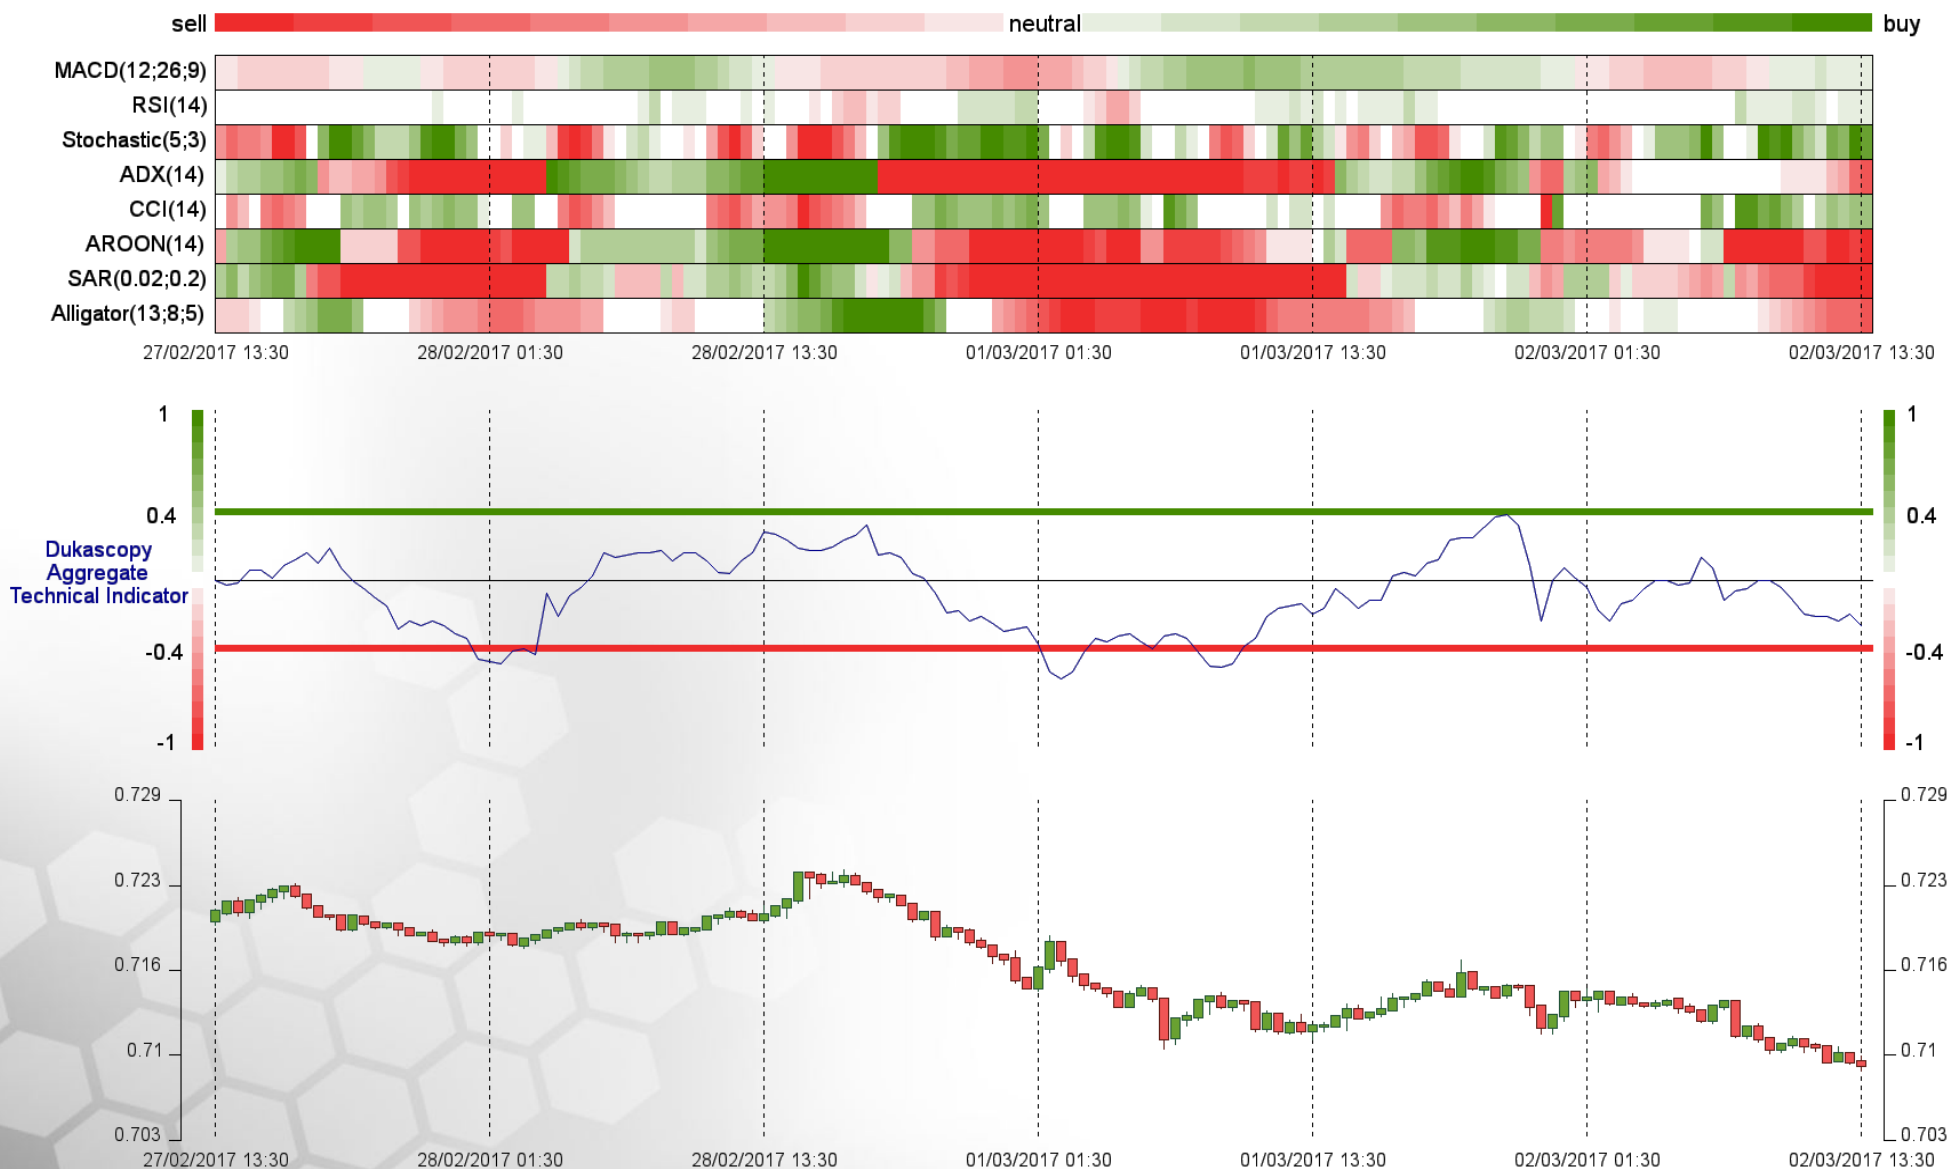 sell neutral buy
MACD(12;26;9)
RSI(14)
Stochastic(5;3)
ADX(14)
CCI(14)
AROON(14)
SAR(0.02;0.2)
Alligator(13;8;5)
27/02/2017 13:30 28/02/2017 01:30 28/02/2017 13:30 01/03/2017 01:30 01/03/2017 13:30 02/03/2017 01:30 02/03/2017 13:30
1 1
0.4 0.4
Dukascopy
Aggregate
Technical Indicator
-0.4 -0.4
-1 -1
0.729 0.729
0.723 0.723
0.716 0.716
0.71 0.71
0.703 0.703
27/02/2017 13:30 28/02/2017 01:30 28/02/2017 13:30 01/03/2017 01:30 01/03/2017 13:30 02/03/2017 01:30 02/03/2017 13:30